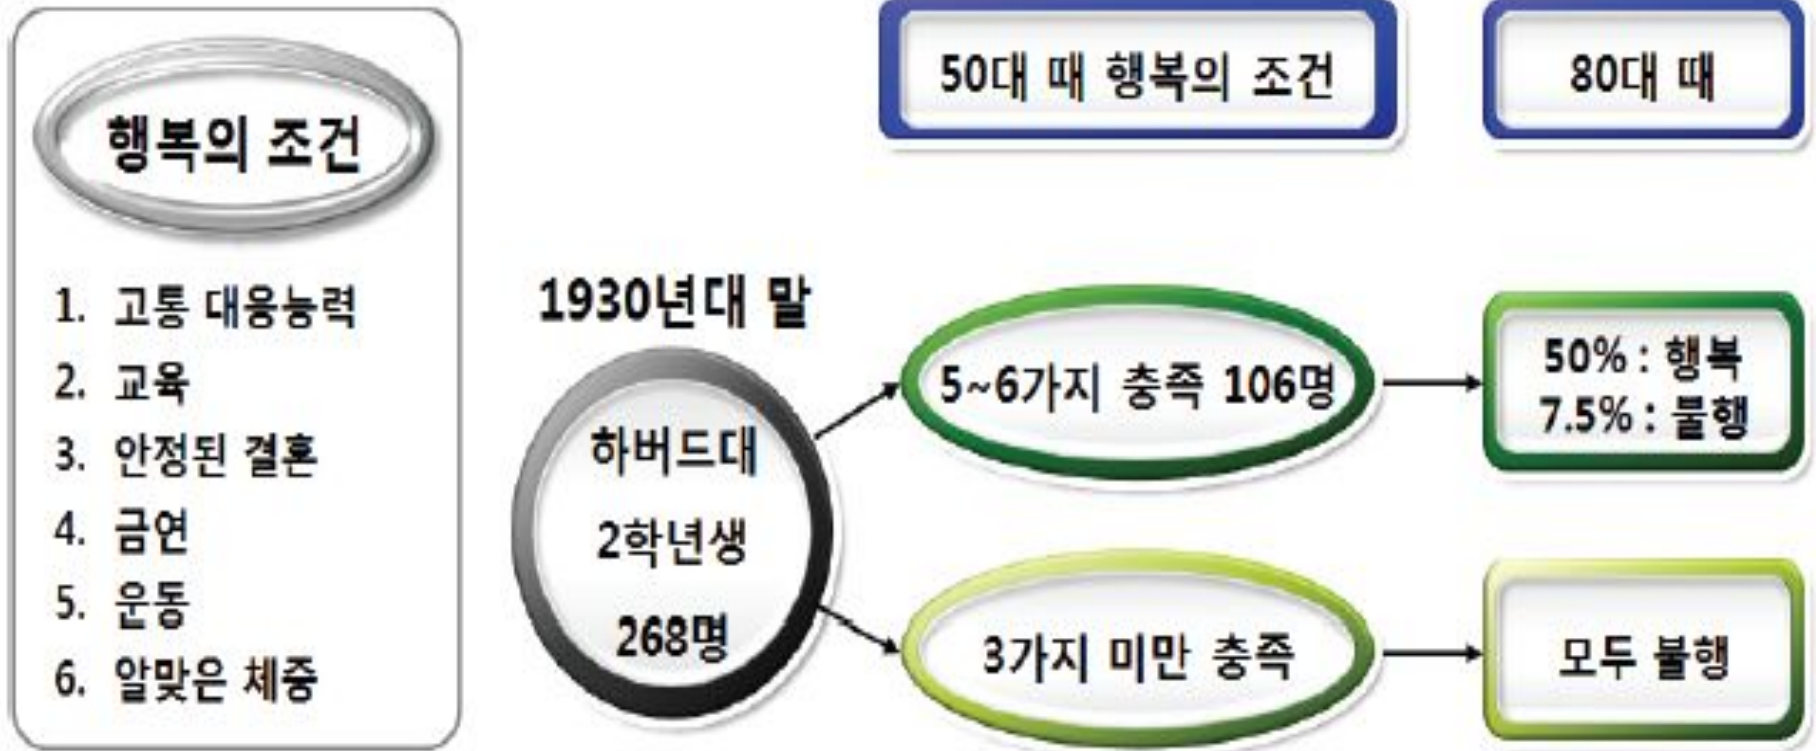 행복의 조건
1. 고통 대응능력
2. 교육
3. 안정된 결혼
4. 금연
5. 운동
6. 알맞은 체중
50대 때 행복의 조건
80대 때
1930년대 말
하버드대
2학년생
268명
5~6가지 충족 106명
50% : 행복
7.5% : 불행
3가지 미만 충족
모두 불행